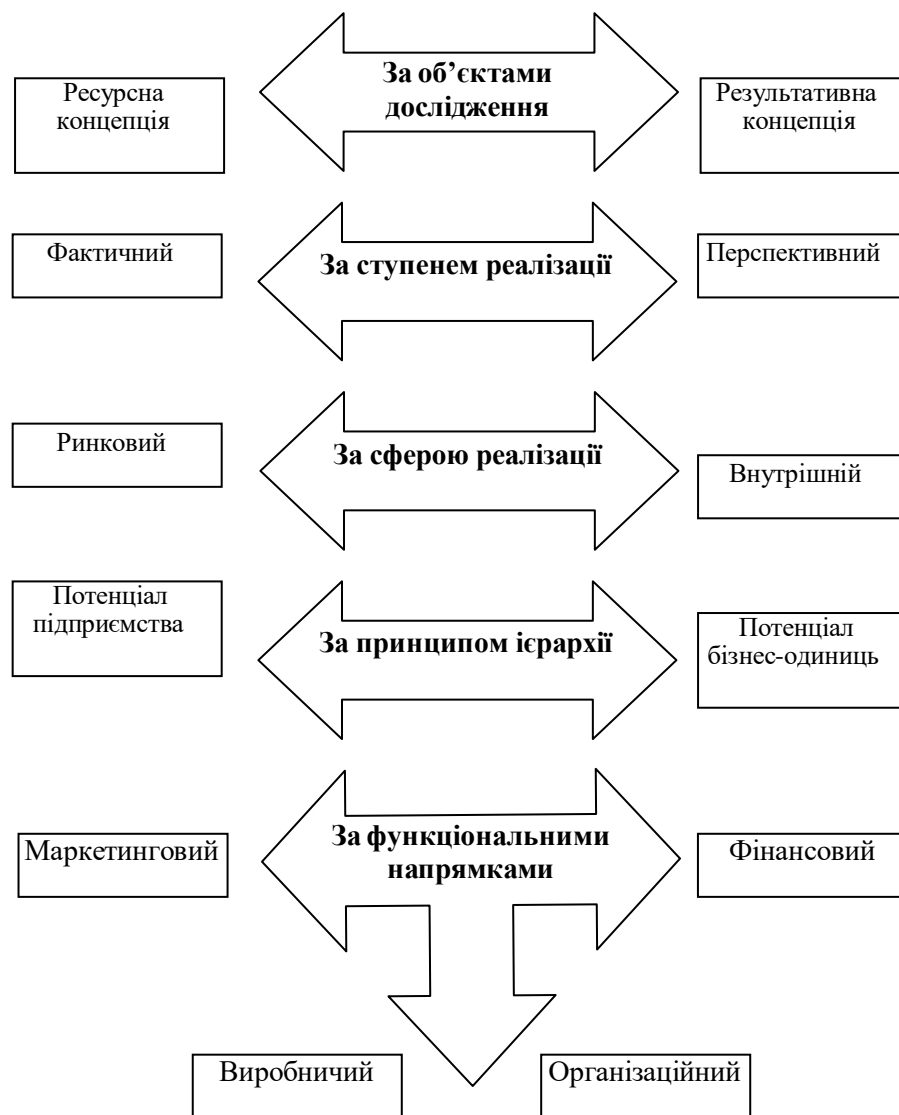 За об’єктами
дослідження
Ресурсна
концепція
Результативна
концепція
Фактичний
За ступенем реалізації
Перспективний
Ринковий
За сферою реалізації
Внутрішній
Потенціал
підприємства
За принципом ієрархії
Потенціал
бізнес-одиниць
Маркетинговий
За функціональними
напрямками
Фінансовий
Виробничий
Організаційний